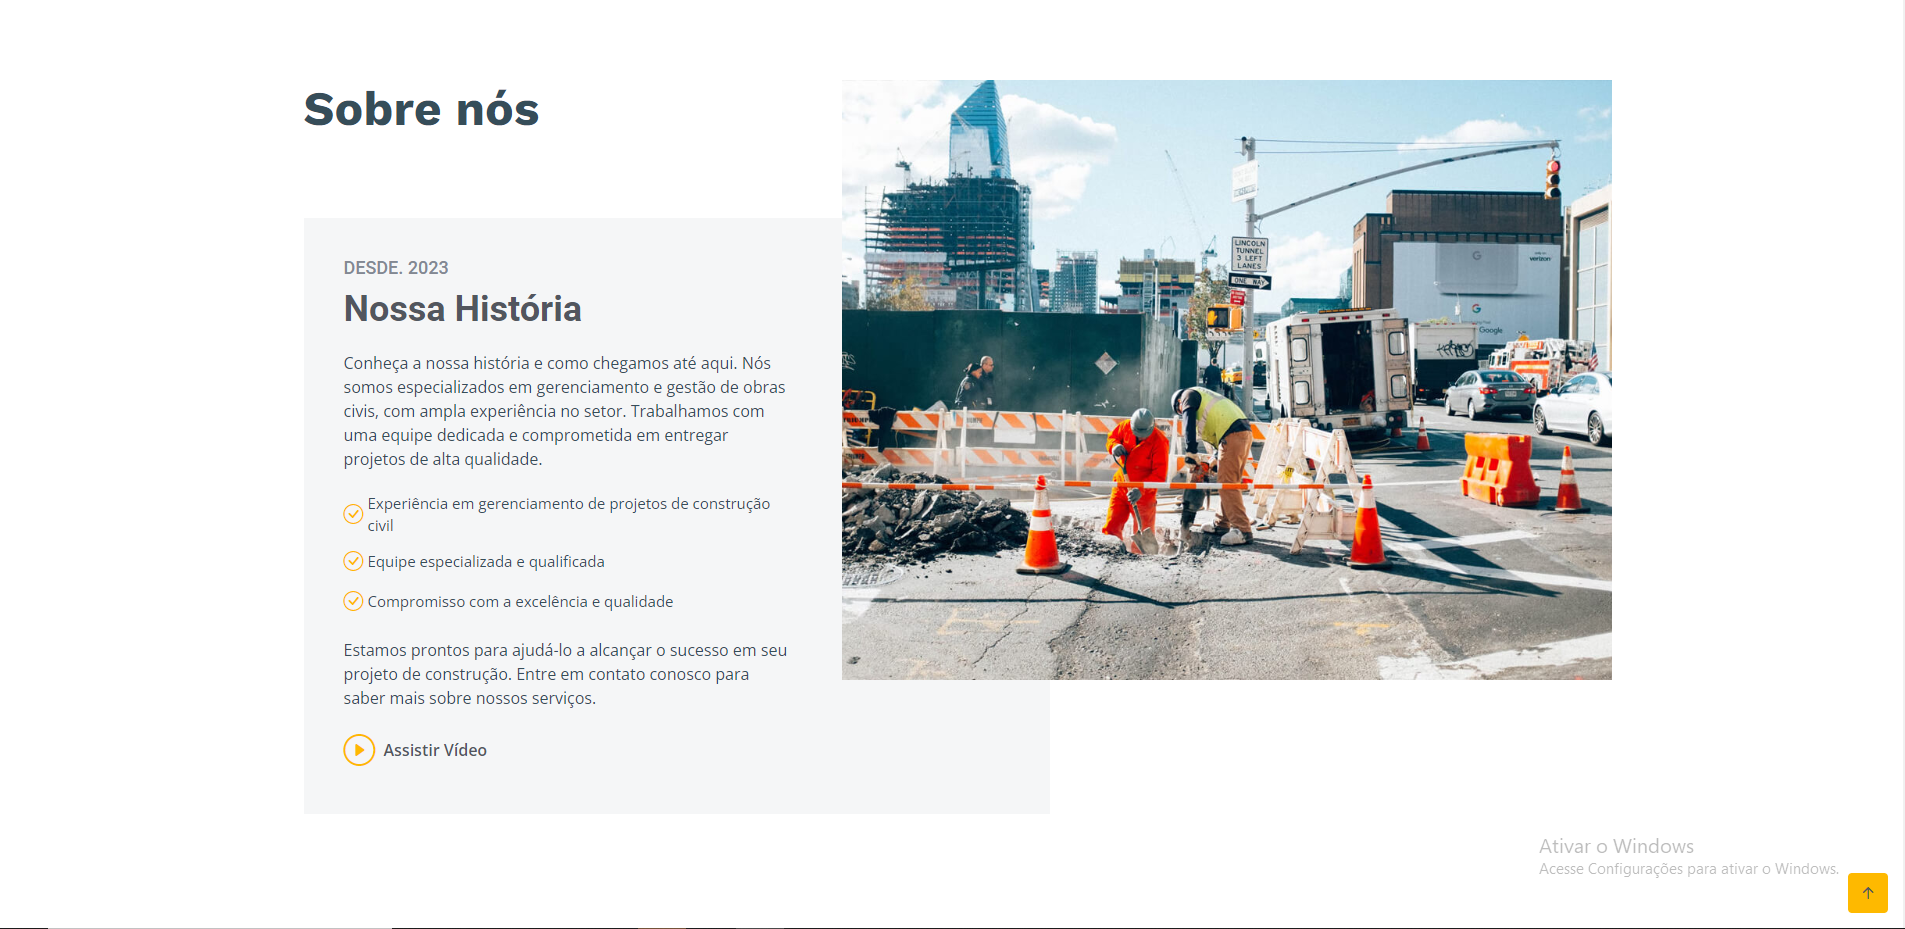 Sobre nós
DESDE. 2023
Nossa História
Conheça a nossa história e como chegamos até aqui. Nós
somos especializados em gerenciamento e gestão de obras
civis, com ampla experiência no setor. Trabalhamos com
uma equipe dedicada e comprometida em entregar
projetos de alta qualidade.
Experiência em gerenciamento de projetos de construção
civil
Equipe especializada e qualificada
Compromisso com a excelência e qualidade
Estamos prontos para ajudá-lo a alcançar o sucesso em seu
projeto de construção. Entre em contato conosco para
saber mais sobre nossos serviços.
Assistir Vídeo
LINCOLN
TUNNEL
3 LEFT
LANES
ONE WAY
G
verizon
G
Google
Ativar o Windows
Acesse Configurações para ativar o Windows.